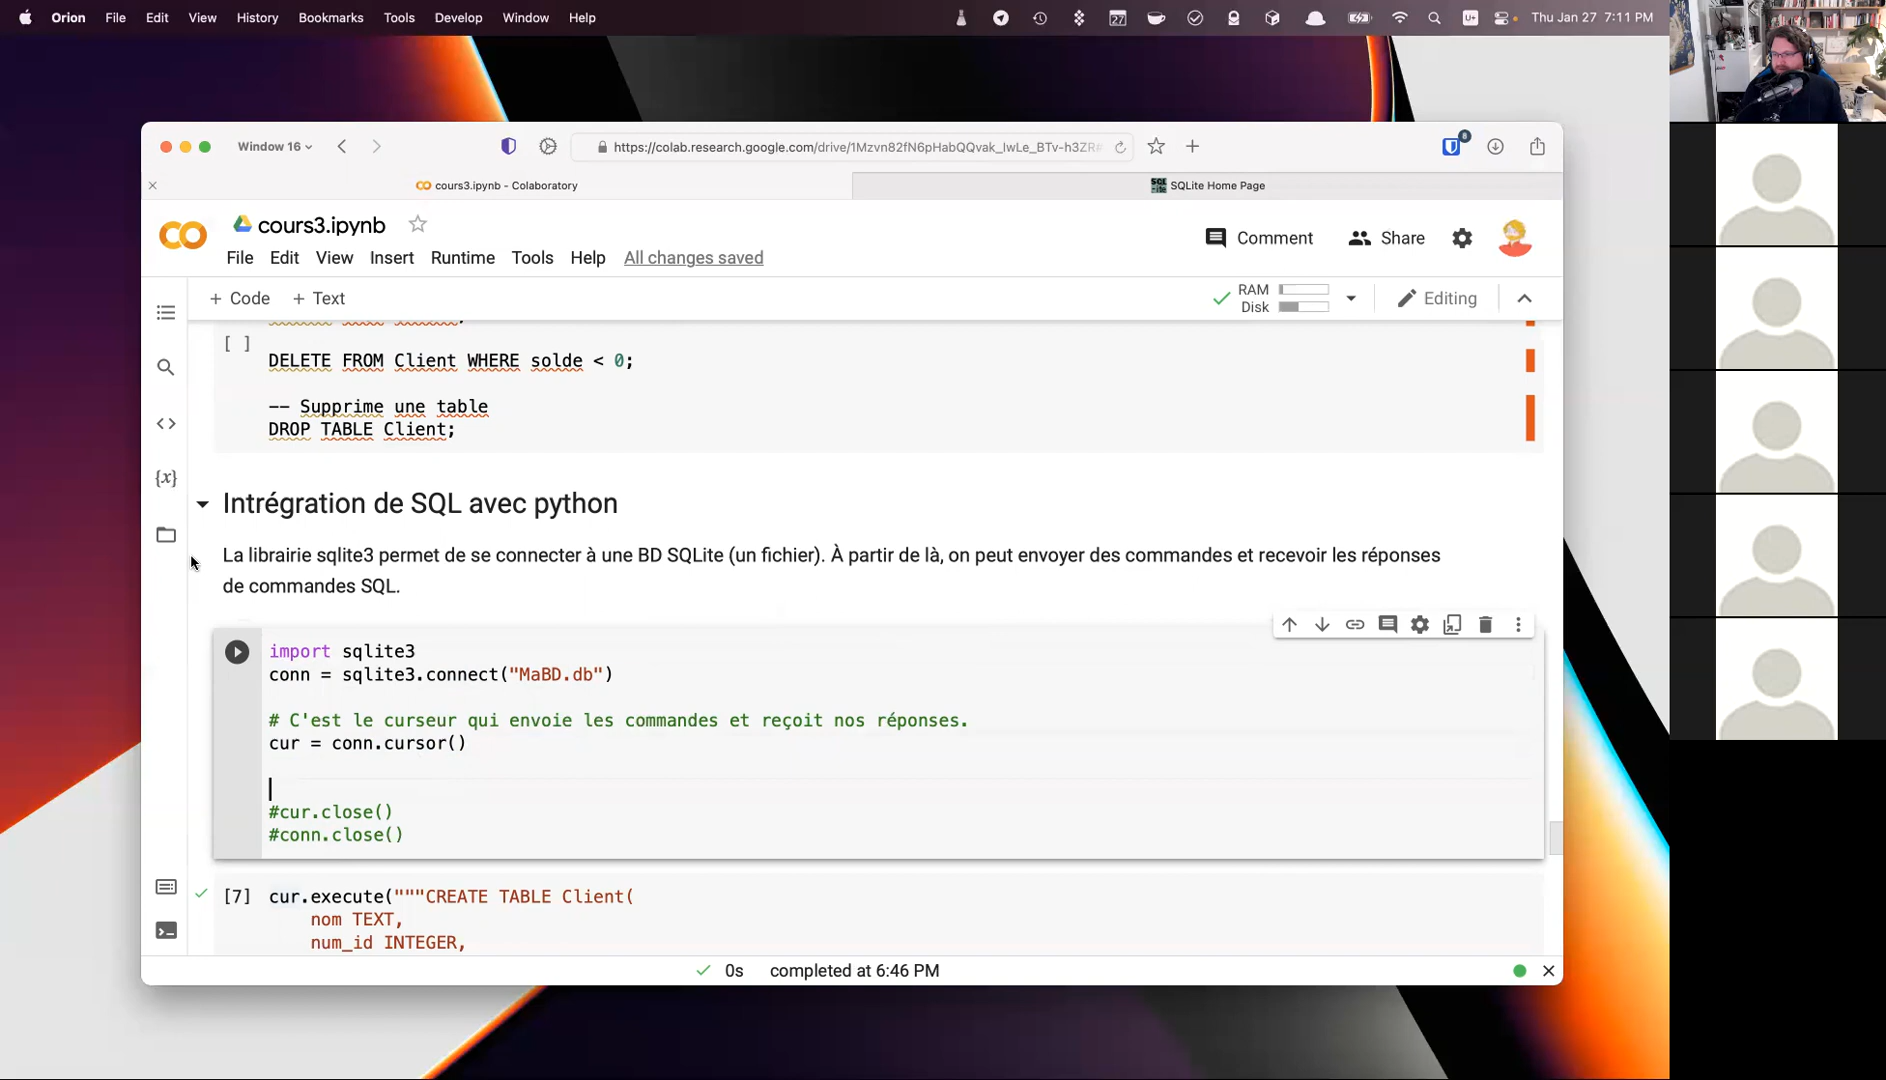 Orion File Edit View History Bookmarks Tools Develop Window Help
27 U+ Thu Jan 27 7:11 PM
Window 16
https://colab.research.google.com/drive/1Mzvn82fN6pHabQQvak_IwLe_BTv-h3ZR#
8
cours3.ipynb - Colaboratory
SQLite Home Page
cours3.ipynb
Comment Share
File Edit View Insert Runtime Tools Help All changes saved
+ Code + Text
RAM
Disk
Editing
[ ] DELETE FROM Client WHERE solde < 0;
-- Supprime une table
DROP TABLE Client;
Intrégration de SQL avec python
La librairie sqlite3 permet de se connecter à une BD SQLite (un fichier). À partir de là, on peut envoyer des commandes et recevoir les réponses
de commandes SQL.
import sqlite3
conn = sqlite3.connect("MaBD.db")
# C'est le curseur qui envoie les commandes et reçoit nos réponses.
cur = conn.cursor()
#cur.close()
#conn.close()
[7] cur.execute("""CREATE TABLE Client(
nom TEXT,
num_id INTEGER,
0s completed at 6:46 PM